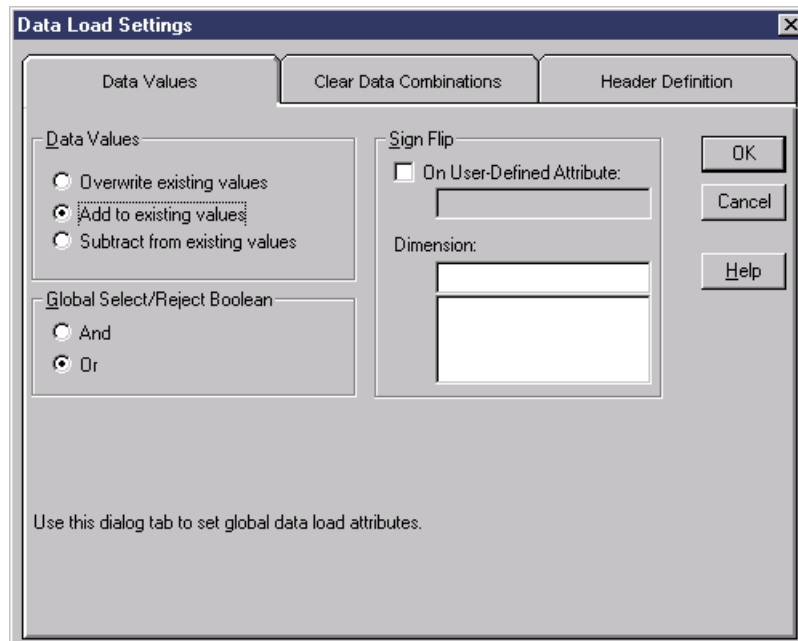 Data Load Settings
Data Values
Clear Data Combinations
Header Definition
Data Values
Overwrite existing values
Add to existing values
Subtract from existing values
Global Select/Reject Boolean
And
Or
Sign Flip
On User-Defined Attribute:
Dimension:
OK
Cancel
Help
Use this dialog tab to set global data load attributes.